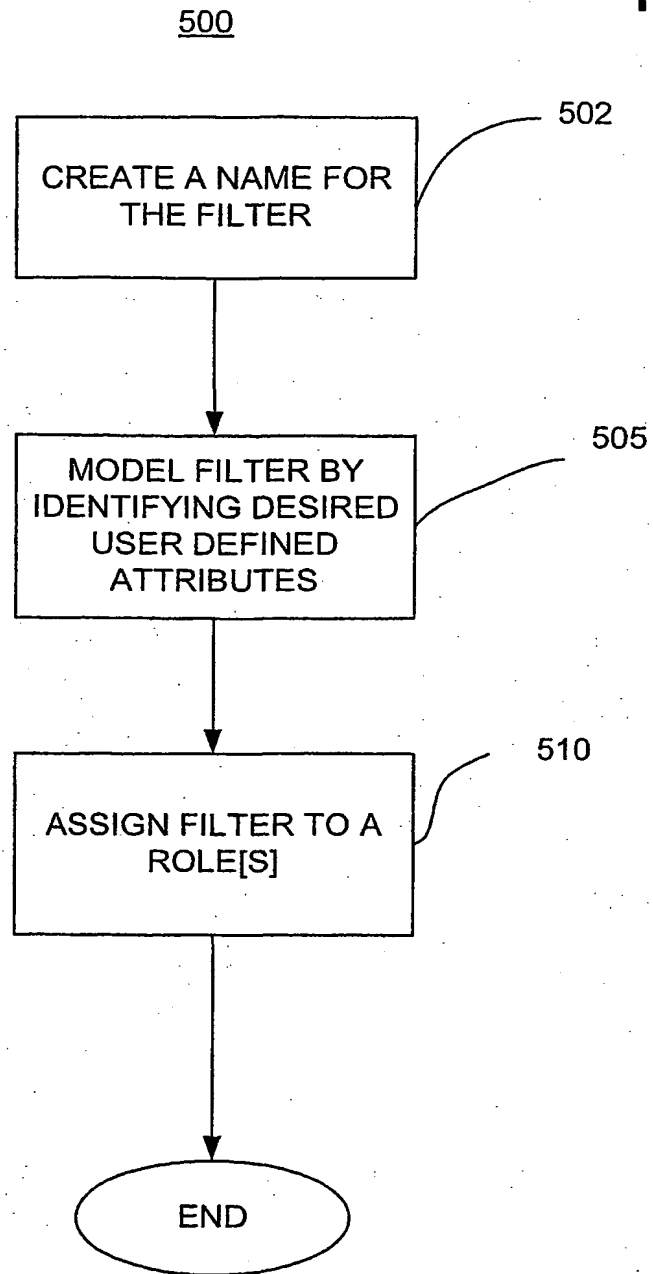 500
502
CREATE A NAME FOR
THE FILTER
505
MODEL FILTER BY
IDENTIFYING DESIRED
USER DEFINED
ATTRIBUTES
510
ASSIGN FILTER TO A
ROLE[S]
END